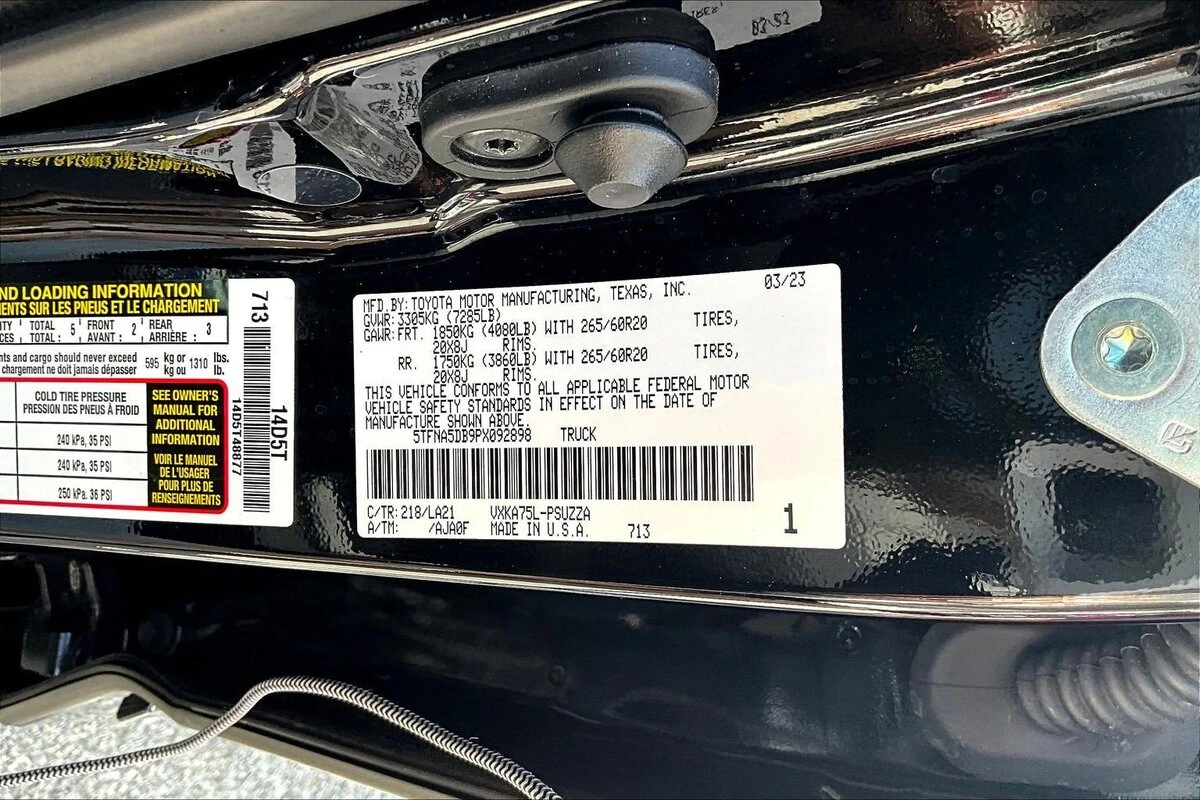 03/23
MFD.BY: TOYOTA MOTOR MANUFACTURING, TEXAS, INC.
GVWR: 3305KG (7285LB)
GAWR: FRT. 1850KG (4080LB) WITH 265/60R20 TIRES,
20X8J RIMS.
RR. 1750KG (3860LB) WITH 265/60R20 TIRES,
20X8J RIMS.
THIS VEHICLE CONFORMS TO ALL APPLICABLE FEDERAL MOTOR
VEHICLE SAFETY STANDARDS IN EFFECT ON THE DATE OF
MANUFACTURE SHOWN ABOVE.
5TFNA5DB9PX092898 TRUCK
C/TR: 218/LA21 VXKA75L-PSUZZA
A/TM: /AJA0F MADE IN U.S.A. 713
1
ND LOADING INFORMATION
ENTS SUR LES PNEUS ET LE CHARGEMENT
TOTAL 5 FRONT 2 REAR 3
TOTAL : AVANT : ARRIÈRE :
nts and cargo should never exceed 595 kg or 1310 lbs.
chargement ne doit jamais dépasser kg ou lb.
COLD TIRE PRESSURE
PRESSION DES PNEUS À FROID
240 kPa, 35 PSI
240 kPa, 35 PSI
250 kPa, 36 PSI
SEE OWNER'S
MANUAL FOR
ADDITIONAL
INFORMATION
VOIR LE MANUEL
DE L'USAGER
POUR PLUS DE
RENSEIGNEMENTS
713
14D5T48877
14D5T